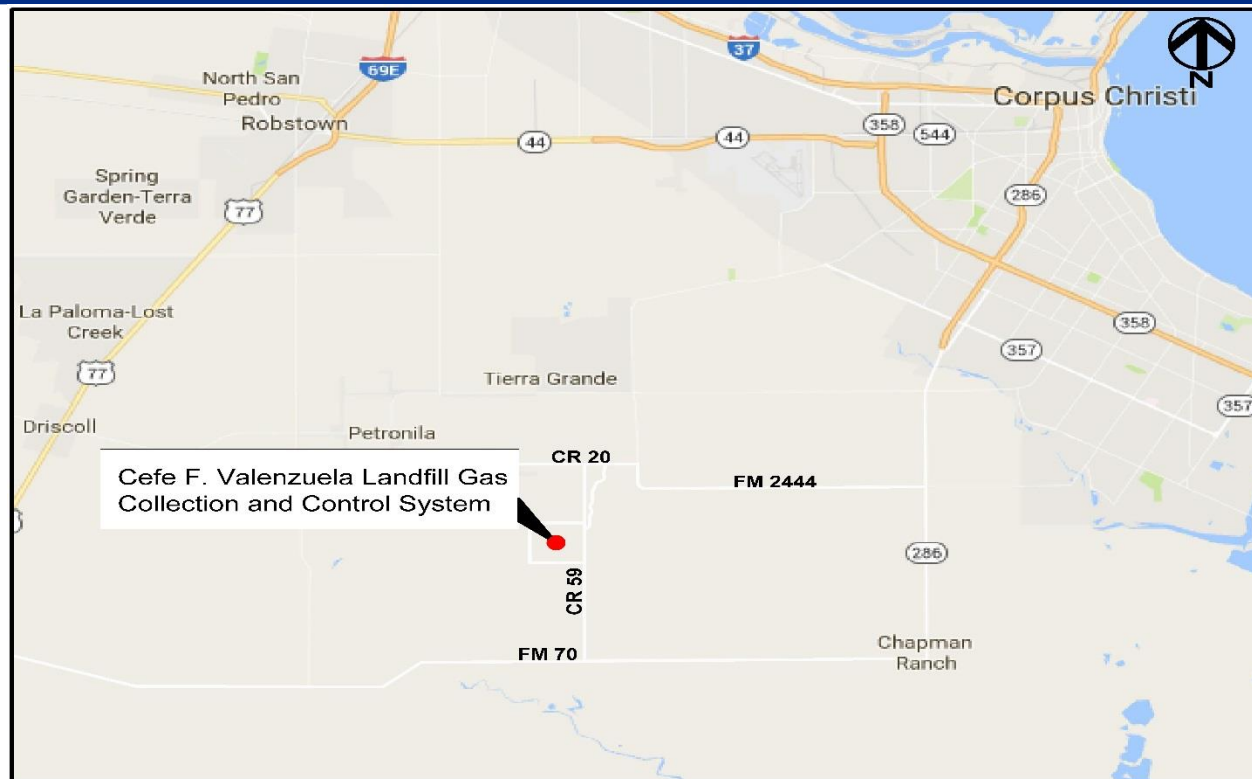 37
N
69E
North San
Pedro
Corpus Christi
Robstown
44
44
358
544
Spring
Garden-Terra
Verde
77
286
La Paloma-Lost
Creek
358
357
77
Tierra Grande
357
Driscoll
Petronila
CR 20
Cefe F. Valenzuela Landfill Gas
Collection and Control System
FM 2444
286
CR 59
FM 70
Chapman
Ranch